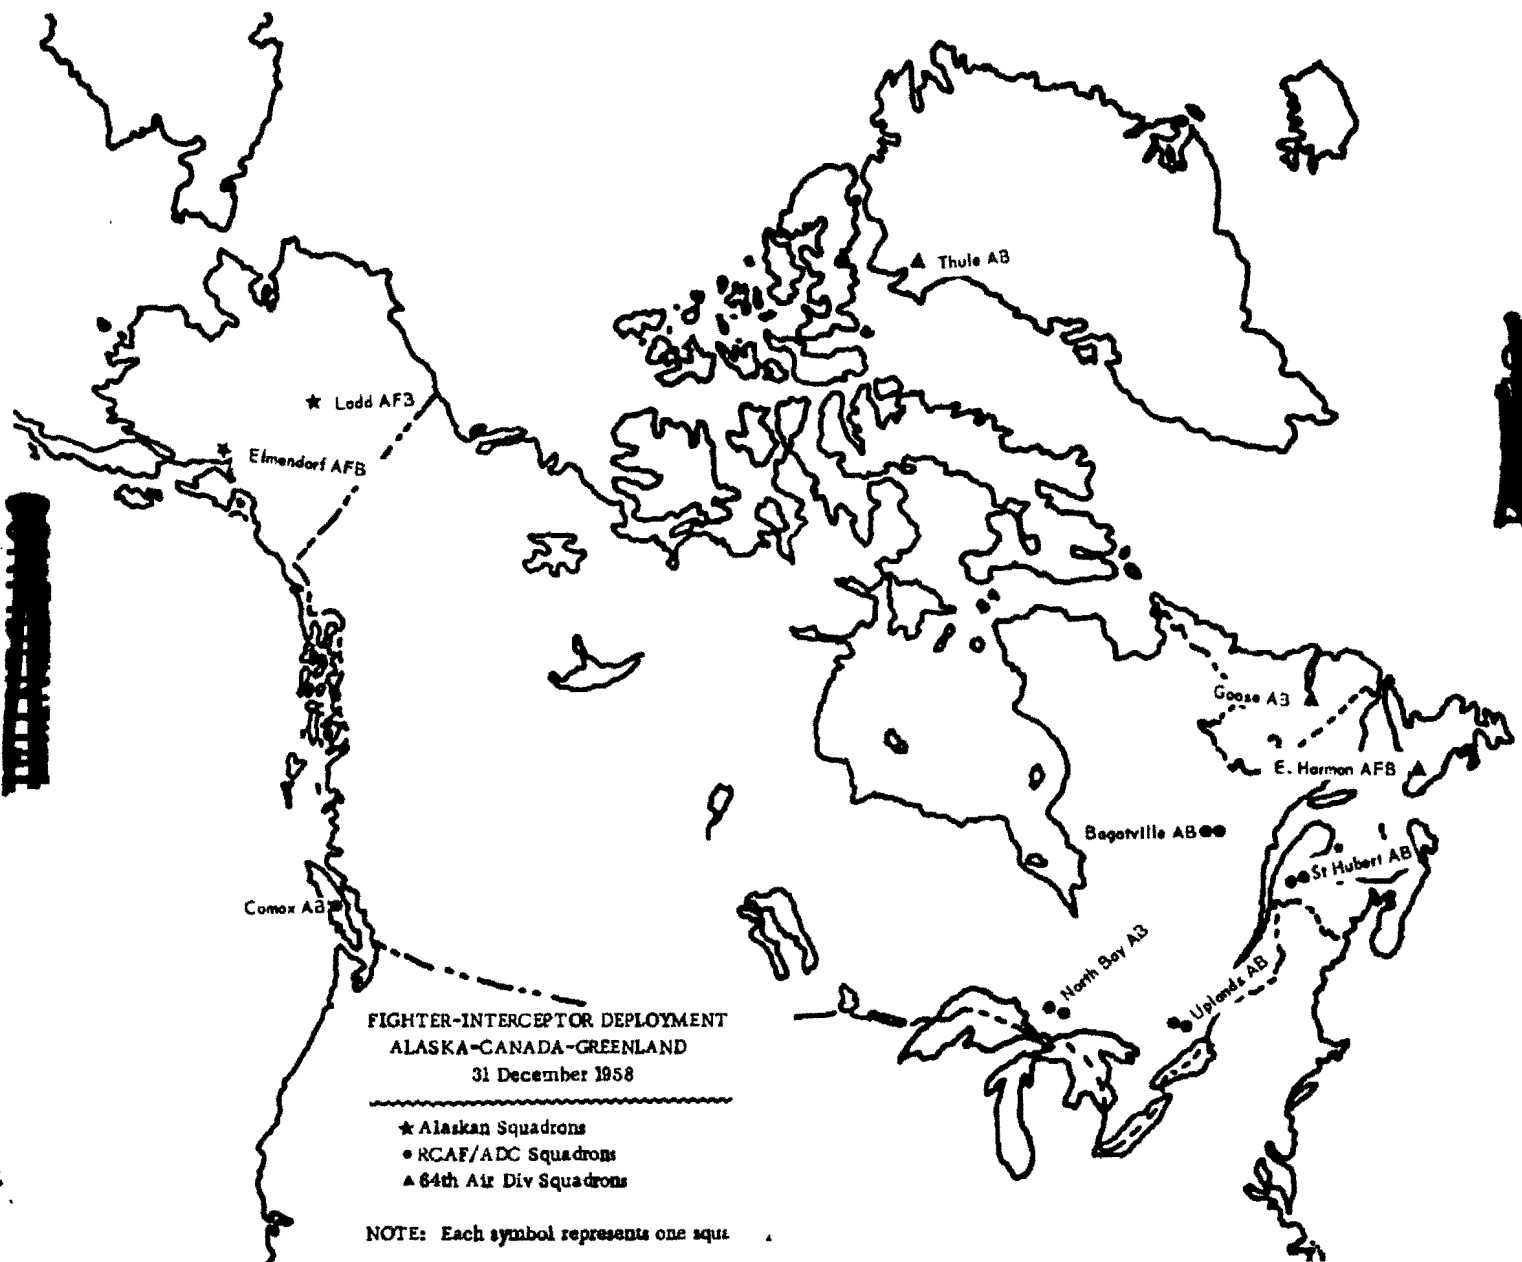 Thule AB
Ladd AF3
Elmendorf AFB
Goose A3
E. Harmon AFB
Bagotville AB
St Hubert AB
Comox A3
North Bay A3
Uplands AB
FIGHTER-INTERCEPTOR DEPLOYMENT
ALASKA-CANADA-GREENLAND
31 December 1958
★ Alaskan Squadrons
● RCAF/ADC Squadrons
▲ 64th Air Div Squadrons
NOTE: Each symbol represents one